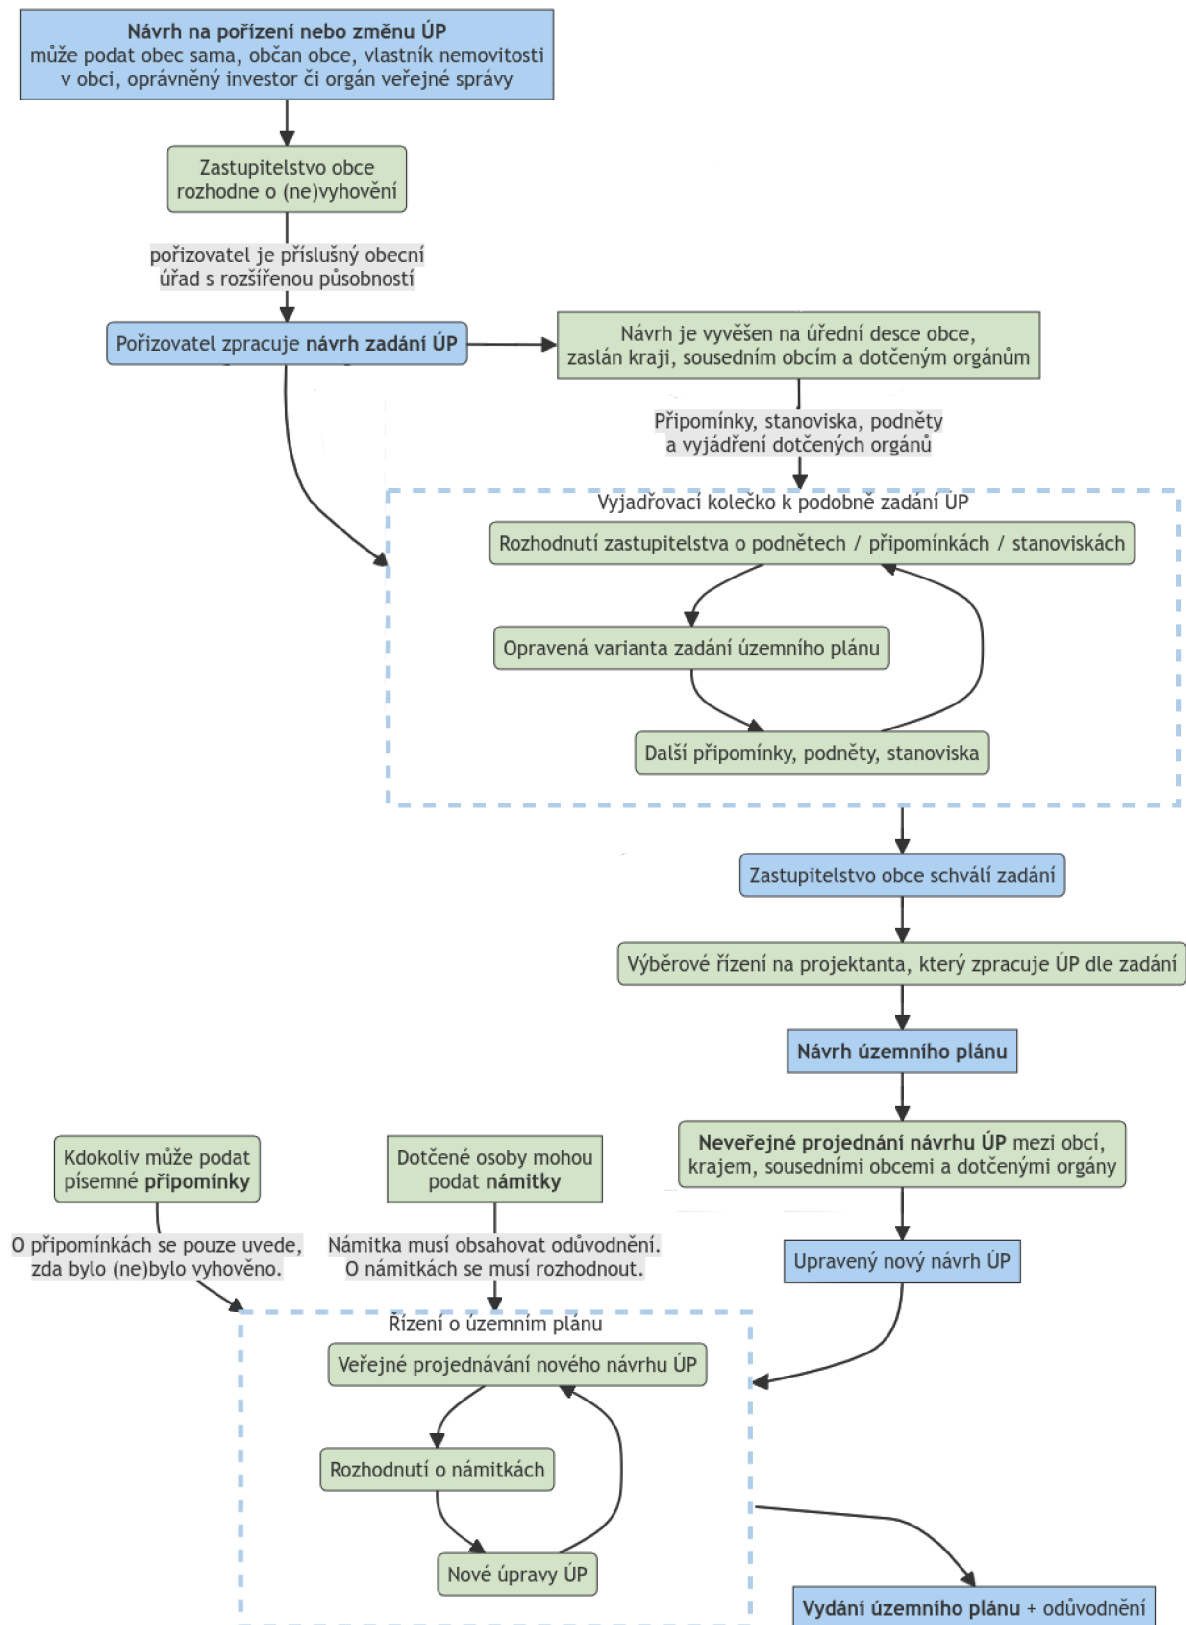 Návrh na pořízení nebo změnu ÚP
může podat obec sama, občan obce, vlastník nemovitosti
v obci, oprávněný investor či orgán veřejné správy
Zastupitelstvo obce
rozhodne o (ne)vyhovění
pořizovatel je příslušný obecní
úřad s rozšířenou působností
Pořizovatel zpracuje návrh zadání ÚP
Návrh je vyvěšen na úřední desce obce,
zaslán kraji, sousedním obcím a dotčeným orgánům
Připomínky, stanoviska, podněty
a vyjádření dotčených orgánů
Vyjadřovací kolečko k podobně zadání ÚP
Rozhodnutí zastupitelstva o podnětech / připomínkách / stanoviskách
Opravená varianta zadání územního plánu
Další připomínky, podněty, stanoviska
Zastupitelstvo obce schválí zadání
Výběrové řízení na projektanta, který zpracuje ÚP dle zadání
Návrh územního plánu
Neveřejné projednání návrhu ÚP mezi obcí,
krajem, sousedními obcemi a dotčenými orgány
Upravený nový návrh ÚP
Kdokoliv může podat
písemné připomínky
O připomínkách se pouze uvede,
zda bylo (ne)bylo vyhověno.
Dotčené osoby mohou
podat námitky
Námitka musí obsahovat odůvodnění.
O námitkách se musí rozhodnout.
Řízení o územním plánu
Veřejné projednávání nového návrhu ÚP
Rozhodnutí o námitkách
Nové úpravy ÚP
Vydání územního plánu + odůvodnění